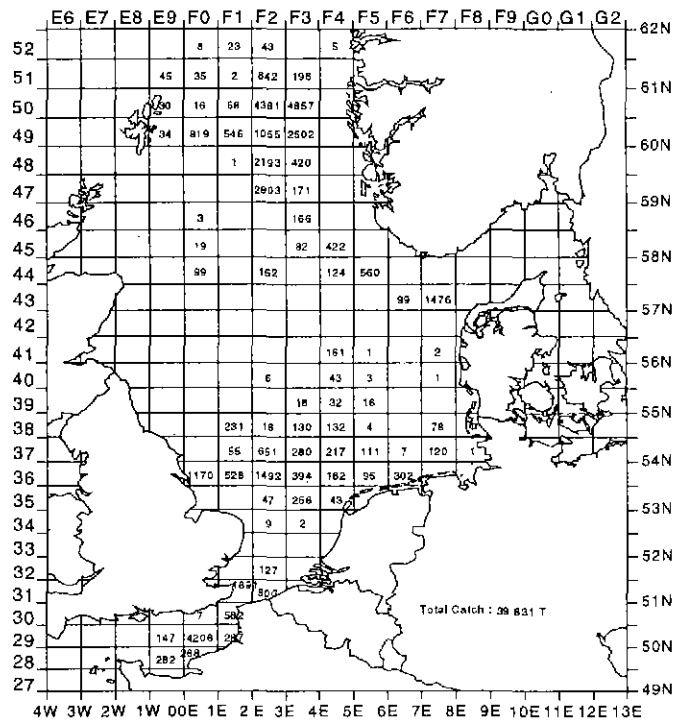 E6 E7 E8 E9 F0 F1 F2 F3 F4 F5 F6 F7 F8 F9 G0 G1 G2
62N
52 8 23 43 5
51 45 35 2 642 196 61N
50 30 16 68 4381 4857
49 34 819 546 1055 2502 60N
48 1 2193 420
47 2903 171 59N
46 3 166
45 19 82 422 58N
44 99 162 124 560
43 99 1476 57N
42
41 161 1 2 56N
40 6 43 3 1
39 18 32 16 55N
38 231 18 130 132 4 78
37 55 651 280 217 111 7 120 1 54N
36 1170 528 1492 394 162 95 302
35 47 266 43 53N
34 9 2
33 52N
32 127
31 1691 800 51N
30 7 582 Total Catch : 39 831 T
29 147 4206 287 50N
28 282 268
27 49N
4W 3W 2W 1W 00E 1E 2E 3E 4E 5E 6E 7E 8E 9E 10E 11E 12E 13E